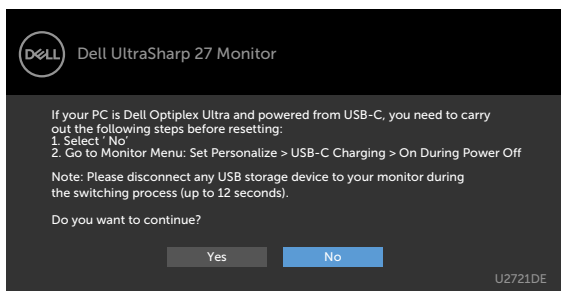 DELL
Dell UltraSharp 27 Monitor
If your PC is Dell Optiplex Ultra and powered from USB-C, you need to carry
out the following steps before resetting:
1. Select ‘ No’
2. Go to Monitor Menu: Set Personalize > USB-C Charging > On During Power Off
Note: Please disconnect any USB storage device to your monitor during
the switching process (up to 12 seconds).
Do you want to continue?
Yes No
U2721DE